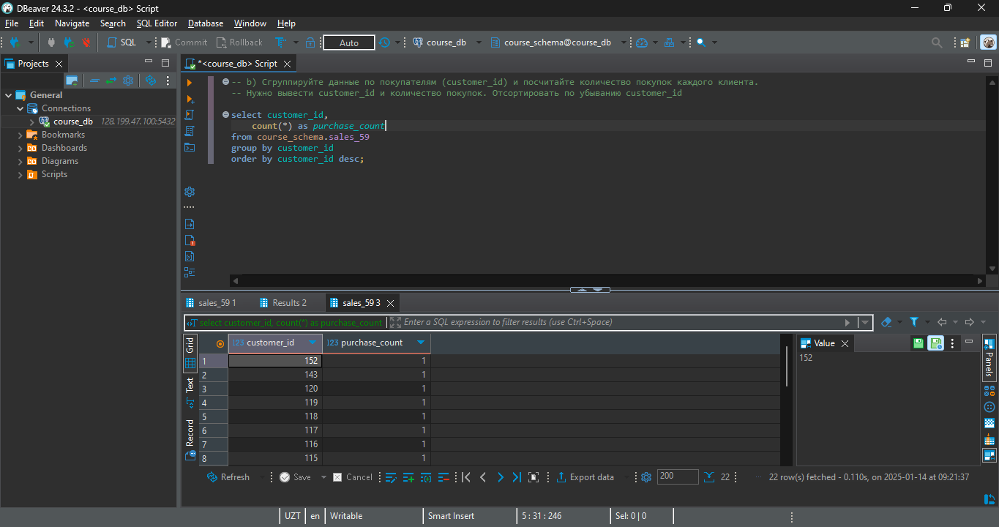 DBeaver 24.3.2 - <course_db> Script
File Edit Navigate Search SQL Editor Database Window Help
SQL Commit Rollback Auto course_db course_schema@course_db
Projects
General
Connections
course_db 128.199.47.100:5432
Bookmarks
Dashboards
Diagrams
Scripts
*<course_db> Script
-- b) Сгруппируйте данные по покупателям (customer_id) и посчитайте количество покупок каждого клиента.
-- Нужно вывести customer_id и количество покупок. Отсортировать по убыванию customer_id
select customer_id,
count(*) as purchase_count
from course_schema.sales_59
group by customer_id
order by customer_id desc;
sales_59 1 Results 2 sales_59 3
select customer_id, count(*) as purchase_count Enter a SQL expression to filter results (use Ctrl+Space)
Grid
Text
Record
123 customer_id 123 purchase_count
1 152 1
2 143 1
3 120 1
4 119 1
5 118 1
6 117 1
7 116 1
8 115 1
Value
152
Panels
Refresh Save Cancel Export data 200 22 22 row(s) fetched - 0.110s, on 2025-01-14 at 09:21:37
UZT en Writable Smart Insert 5 : 31 : 246 Sel: 0 | 0